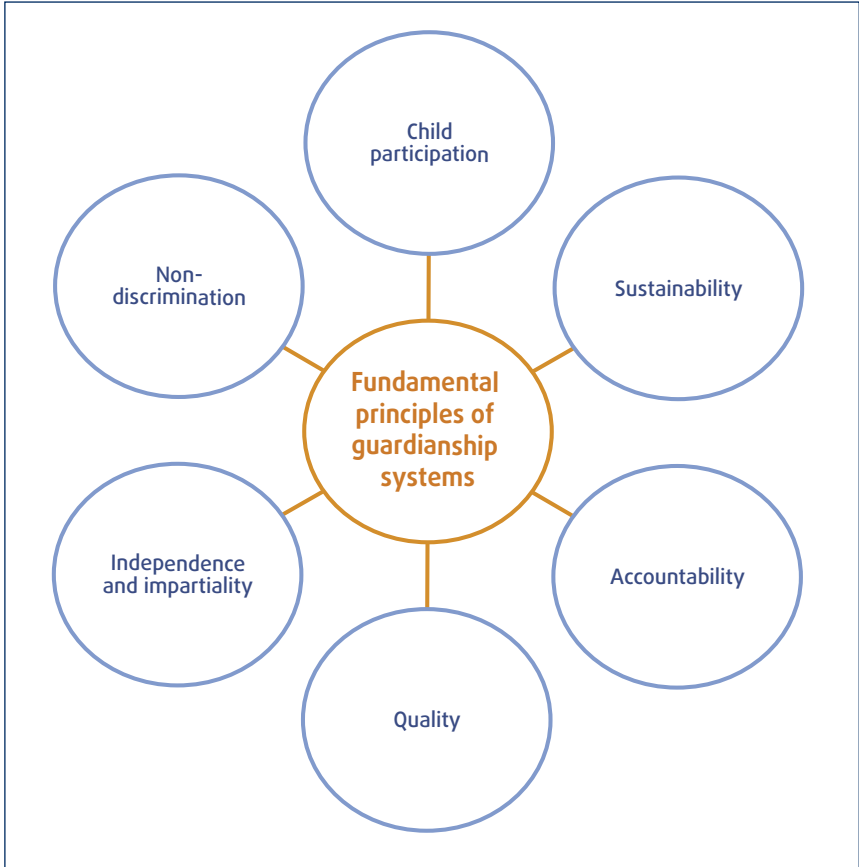 Child
participation
Non-
discrimination
Sustainability
Fundamental
principles of
guardianship
systems
Independence
and impartiality
Accountability
Quality